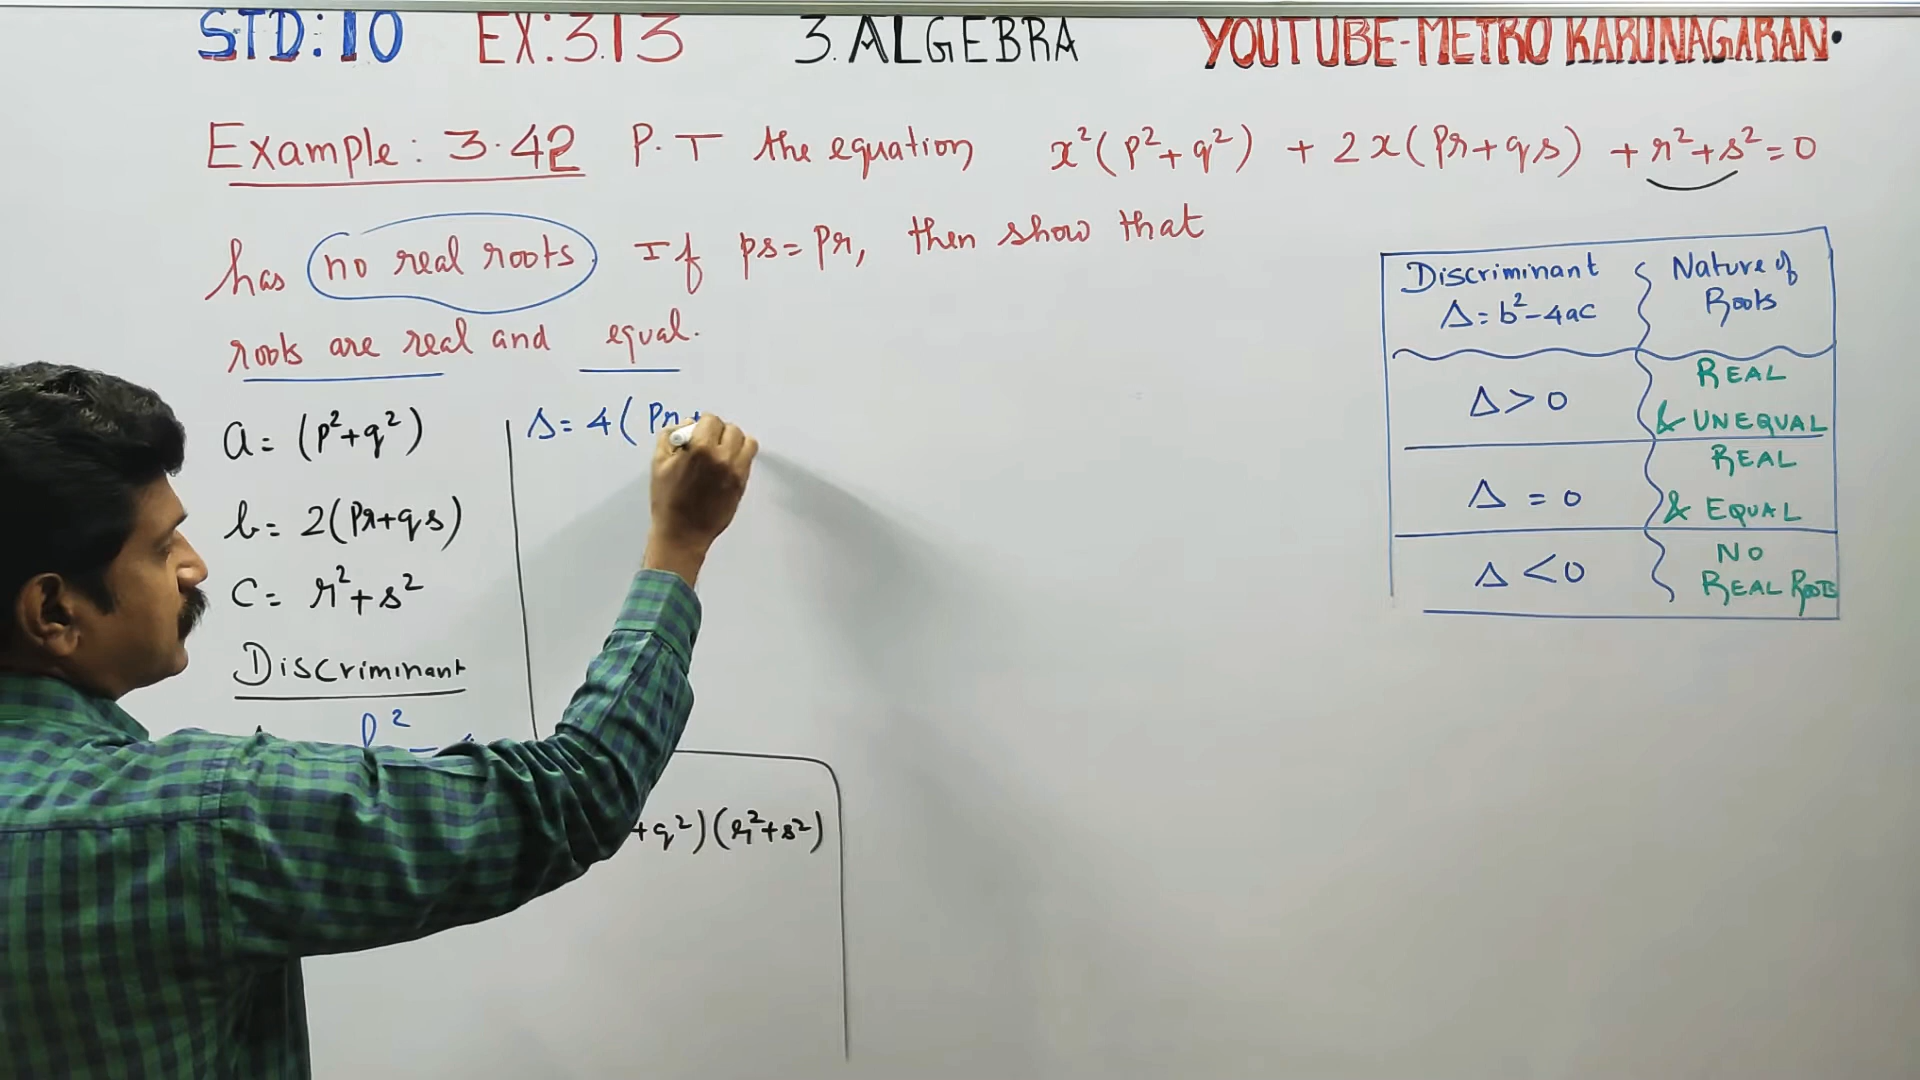 STD:10 EX:3.13 3.ALGEBRA YOUTUBE-METRO KARUNAGARAN.
Example: 3.42 P.T the equation x²(p²+q²) + 2x(pr+qs) + r²+s²=0
has no real roots. If ps=pr, then show that
roots are real and equal.
a= (p²+q²)
b= 2(pr+qs)
c= r²+s²
Discriminant
b² –
Δ= 4(pr+
+q²)(r²+s²)
Discriminant Δ=b²-4ac
Nature of Roots
Δ>0
REAL & UNEQUAL
Δ = 0
REAL & EQUAL
Δ <0
NO REAL ROOTS